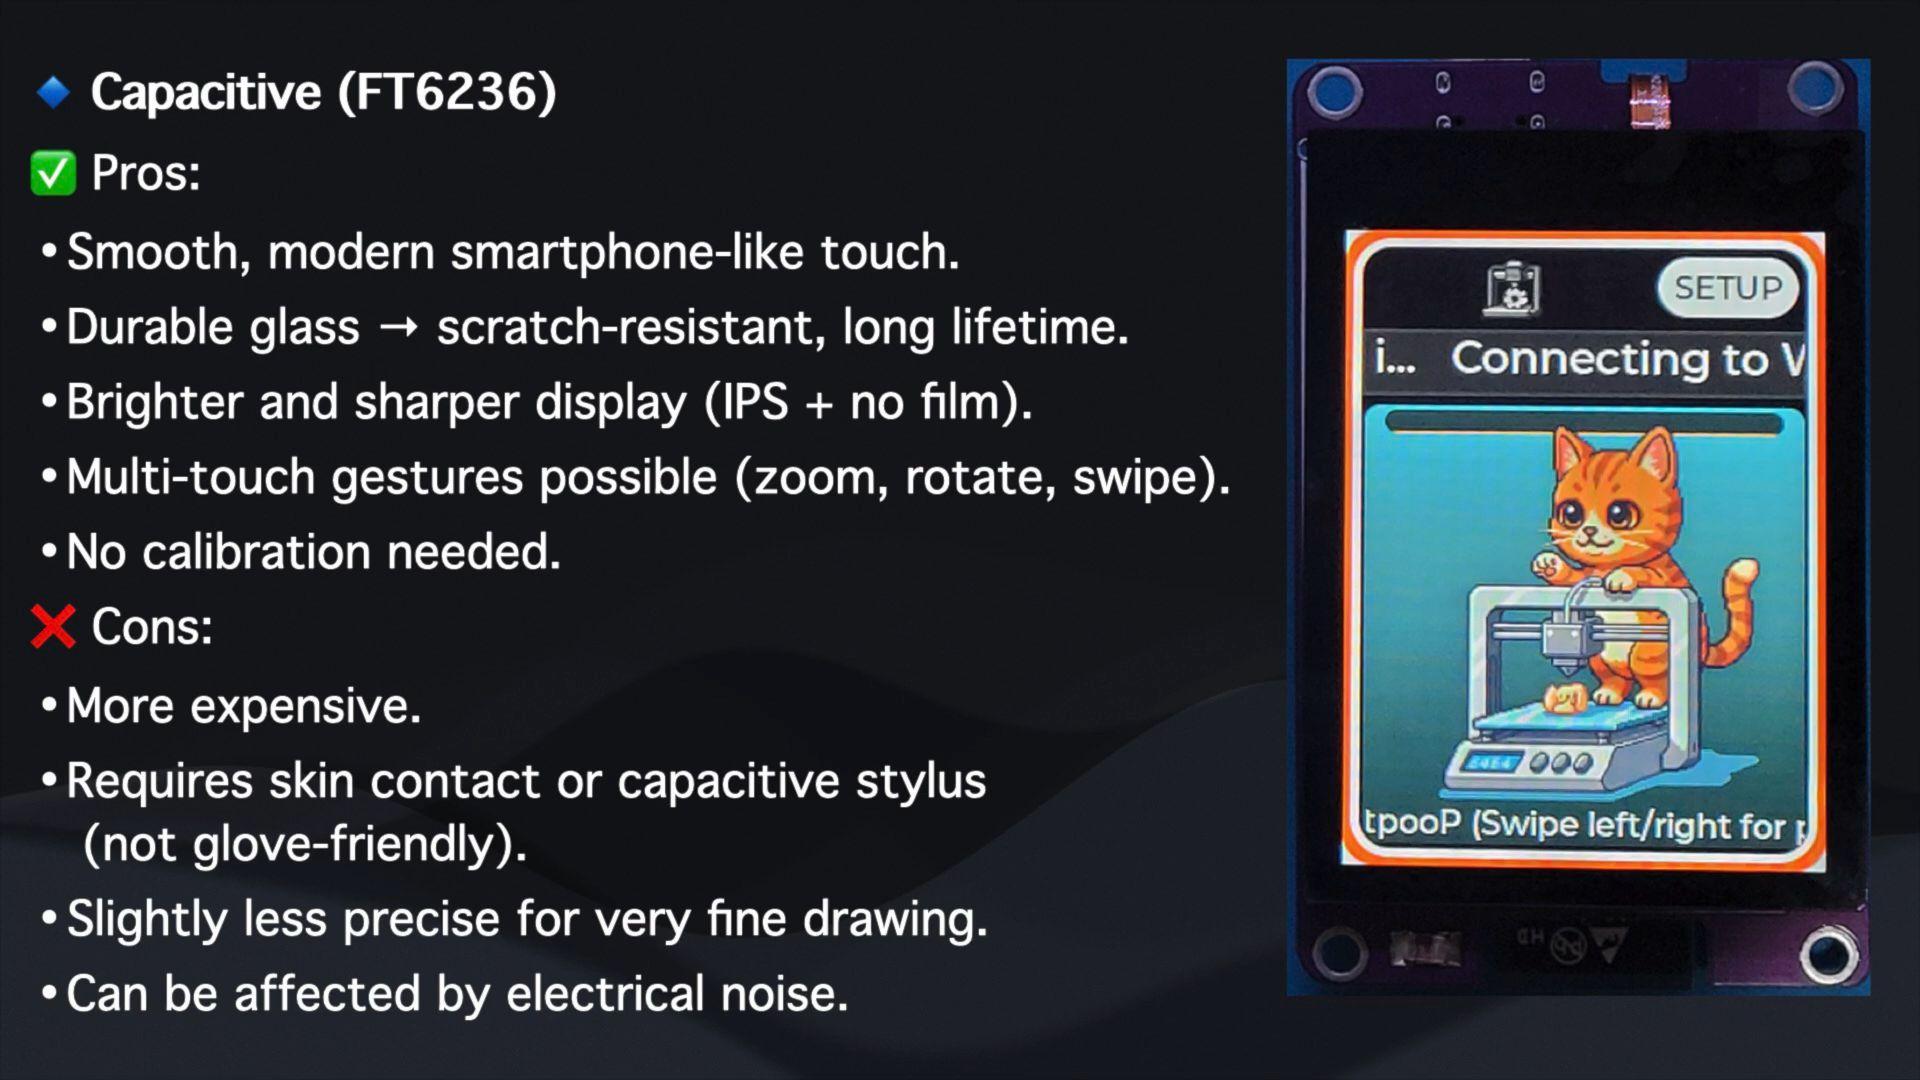 Capacitive (FT6236)
Pros:
•Smooth, modern smartphone-like touch.
•Durable glass → scratch-resistant, long lifetime.
•Brighter and sharper display (IPS + no film).
•Multi-touch gestures possible (zoom, rotate, swipe).
•No calibration needed.
Cons:
•More expensive.
•Requires skin contact or capacitive stylus
(not glove-friendly).
•Slightly less precise for very fine drawing.
•Can be affected by electrical noise.
SETUP
i... Connecting to W
tpooP (Swipe left/right for p
Pb